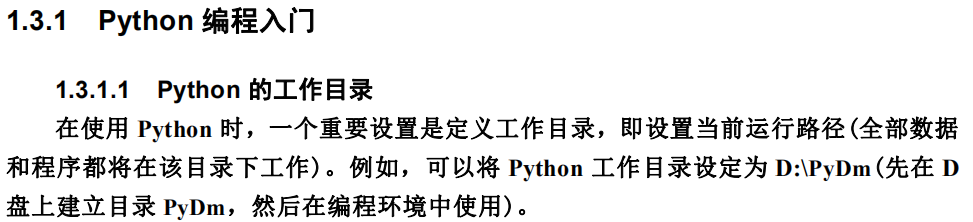 1.3.1 Python 编程入门
1.3.1.1 Python 的工作目录
在使用 Python 时，一个重要设置是定义工作目录，即设置当前运行路径(全部数据
和程序都将在该目录下工作)。例如，可以将 Python 工作目录设定为 D:\PyDm(先在 D
盘上建立目录 PyDm，然后在编程环境中使用)。